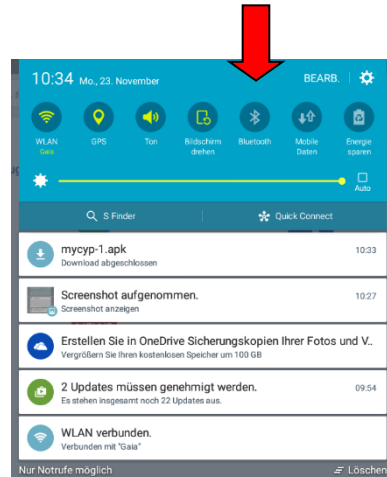 10:34 Mo., 23. November BEARB.
WLAN
Gaia
GPS
Ton
Bildschirm
drehen
Bluetooth
Mobile
Daten
Energie
sparen
Auto
S Finder
Quick Connect
mycyp-1.apk 10:33
Download abgeschlossen
Screenshot aufgenommen. 10:27
Screenshot anzeigen
Erstellen Sie in OneDrive Sicherungskopien Ihrer Fotos und V..
Vergrößern Sie Ihren kostenlosen Speicher um 100 GB
2 Updates müssen genehmigt werden. 09:54
Es stehen insgesamt noch 22 Updates aus.
WLAN verbunden.
Verbunden mit "Gaia"
Nur Notrufe möglich Löschen